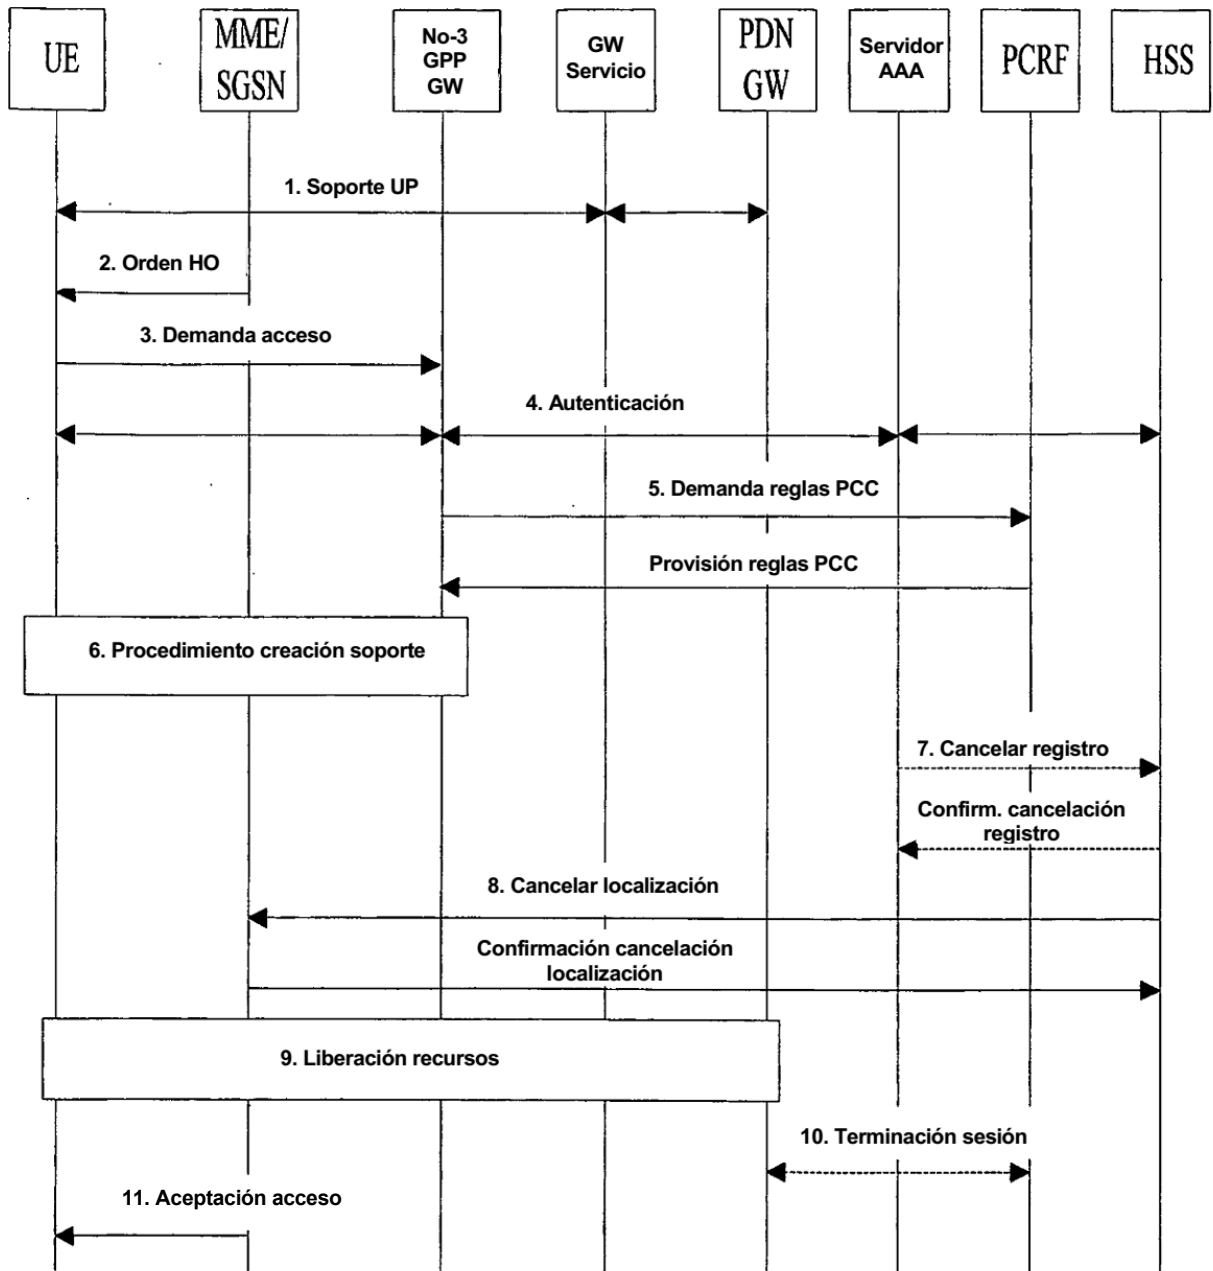 UE
MME/
SGSN
No-3
GPP
GW
GW
Servicio
PDN
GW
Servidor
AAA
PCRF
HSS
1. Soporte UP
2. Orden HO
3. Demanda acceso
4. Autenticación
5. Demanda reglas PCC
Provisión reglas PCC
6. Procedimiento creación soporte
7. Cancelar registro
Confirm. cancelación
registro
8. Cancelar localización
Confirmación cancelación
localización
9. Liberación recursos
10. Terminación sesión
11. Aceptación acceso